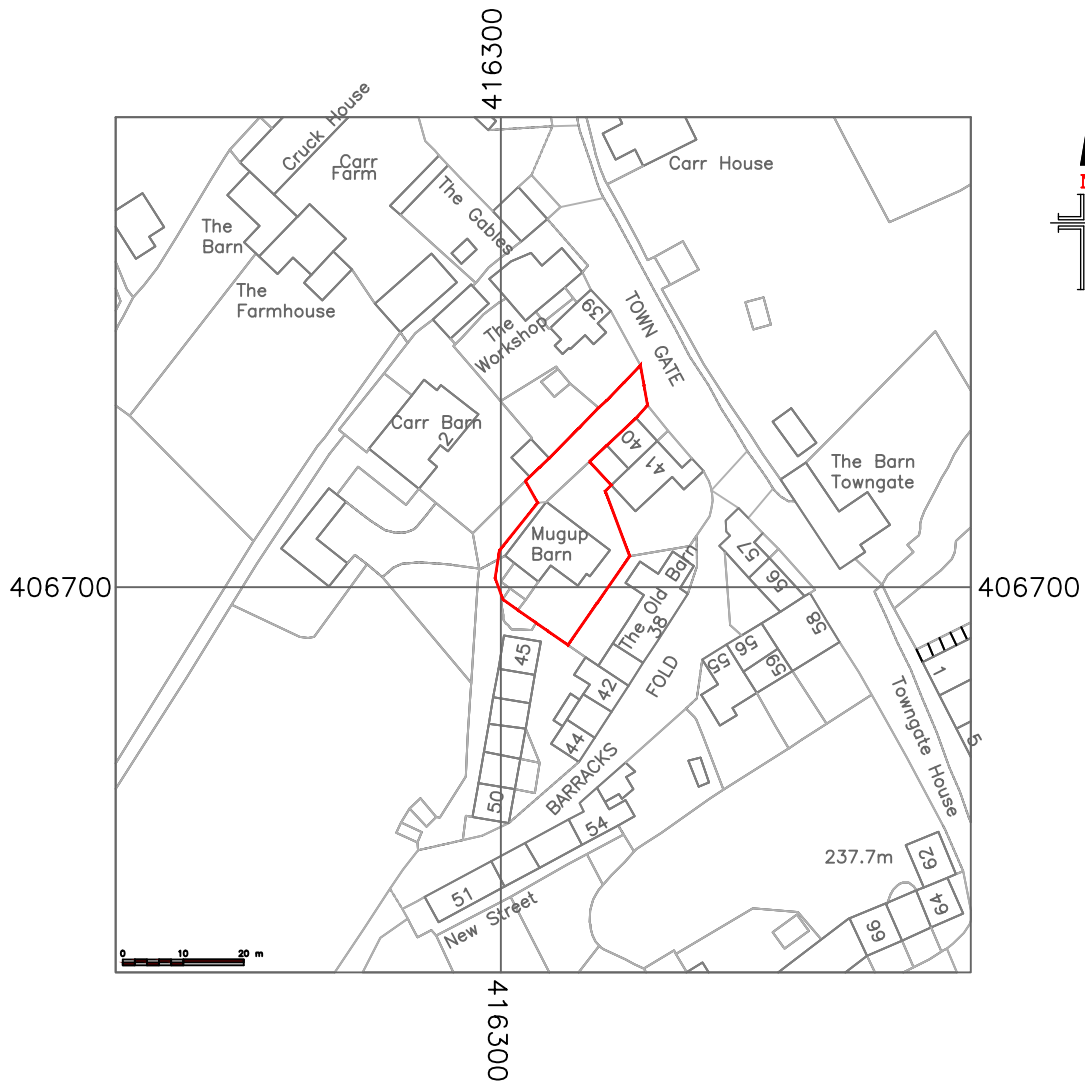 416300
Cruck House
Carr
Farm
Carr House
The Gables
The
Barn
The
Farmhouse
N
The
Workshop
39
TOWN GATE
Carr Barn
2
40
41
The Barn
Towngate
Mugup
Barn
57
56
406700
406700
The Old Barn
38
58
45
55
56
59
42
FOLD
1
44
5
Towngate House
BARRACKS
50
54
237.7m
62
51
New Street
64
66
0 10 20 m
416300